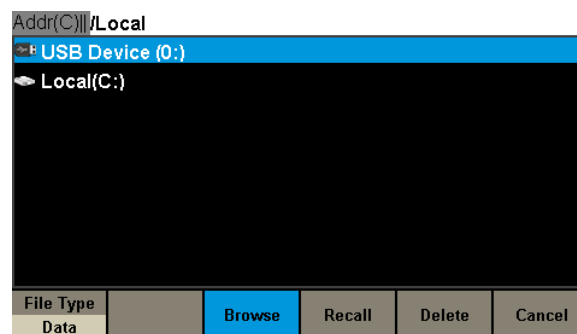 Addr(C)|| /Local
USB Device (0:)
Local(C:)
File Type
Data
Browse
Recall
Delete
Cancel